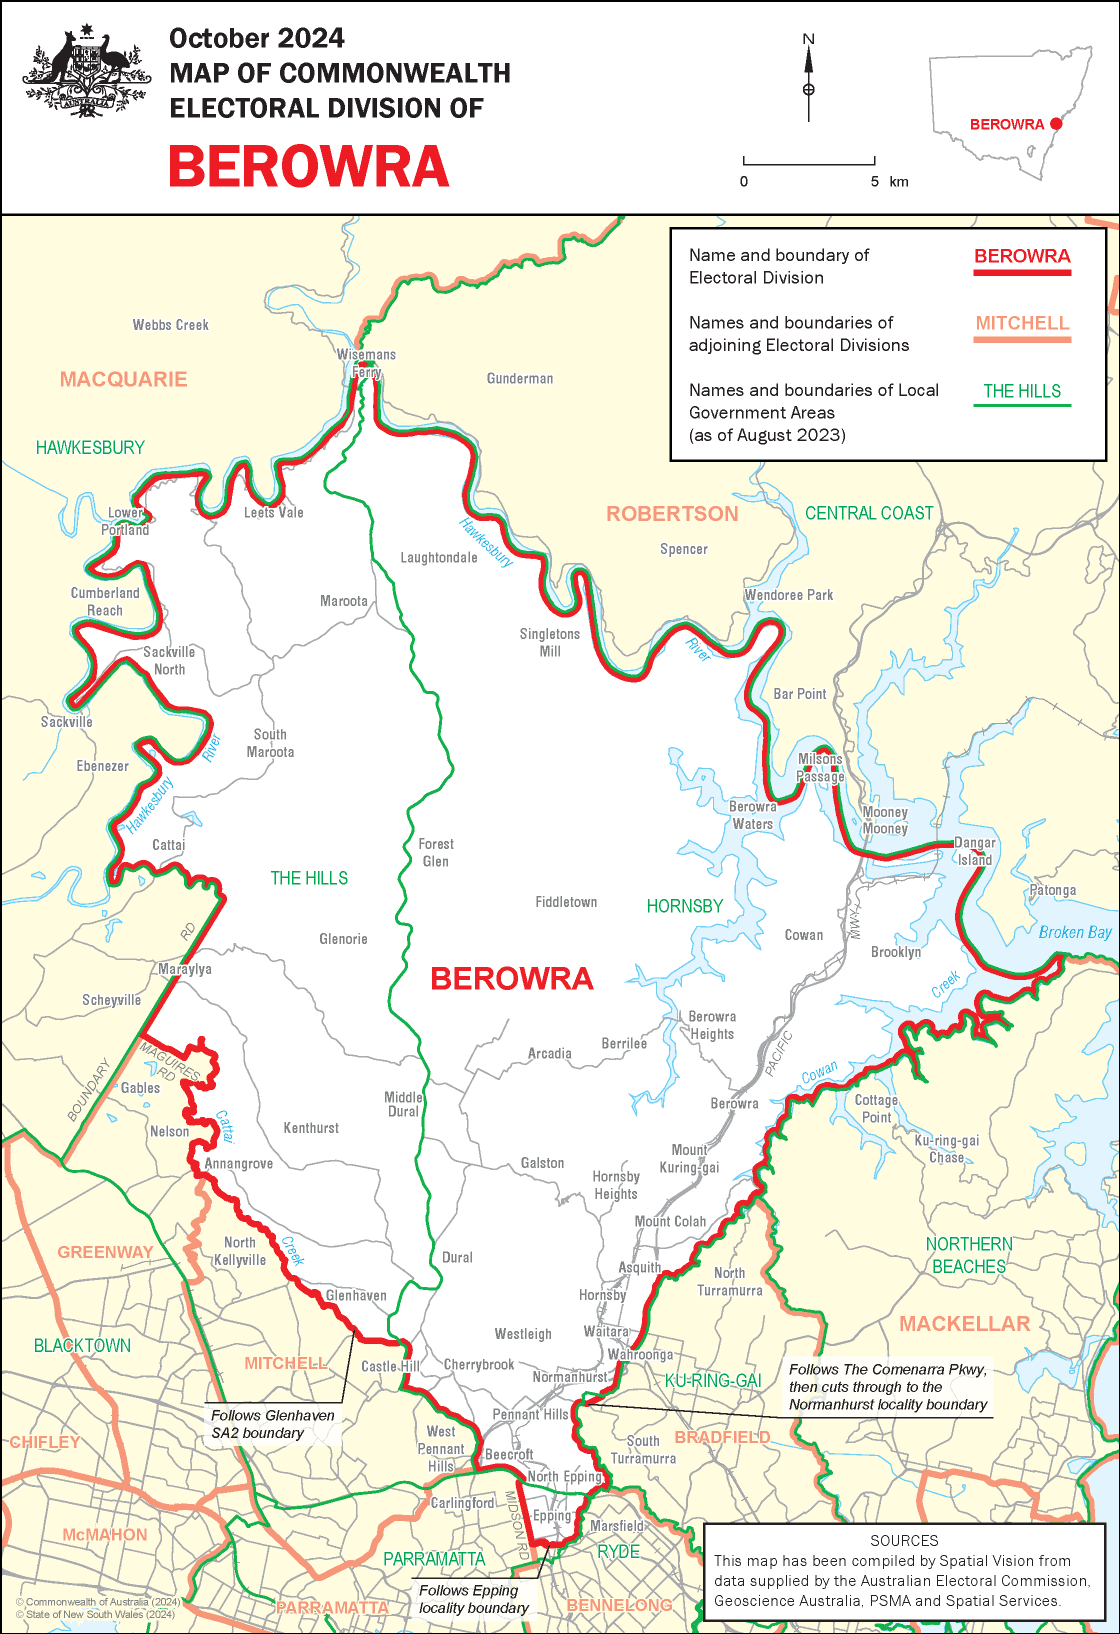 October 2024
MAP OF COMMONWEALTH
ELECTORAL DIVISION OF
BEROWRA
AUSTRALIA
N
0 5 km
BEROWRA
Name and boundary of
Electoral Division
BEROWRA
Names and boundaries of
adjoining Electoral Divisions
MITCHELL
Names and boundaries of Local
Government Areas
(as of August 2023)
THE HILLS
Webbs Creek
Wisemans
Ferry
MACQUARIE
Gunderman
HAWKESBURY
Lower
Portland
Leets Vale
ROBERTSON
CENTRAL COAST
Hawkesbury
Spencer
Laughtondale
Cumberland
Reach
Maroota
Wendoree Park
Singletons
Mill
River
Sackville
North
Bar Point
Sackville
South
Maroota
River
Ebenezer
Milsons
Passage
Hawkesbury
Berowra
Waters
Mooney
Mooney
Cattai
Forest
Glen
Dangar
Island
THE HILLS
Patonga
Fiddletown
HORNSBY
RD
Glenorie
Cowan
MWY
Broken Bay
Brooklyn
Maraylya
BEROWRA
Creek
Scheyville
Berowra
Heights
Berrilee
Arcadia
PACIFIC
MAGUIRES
RD
Cowan
BOUNDARY
Gables
Middle
Dural
Berowra
Cottage
Point
Cattai
Nelson
Kenthurst
Ku-ring-gai
Chase
Mount
Kuring-gai
Annangrove
Galston
Hornsby
Heights
Mount Colah
GREENWAY
North
Kellyville
Creek
Dural
Asquith
NORTHERN
BEACHES
North
Turramurra
Glenhaven
Hornsby
MACKELLAR
BLACKTOWN
Westleigh
Waitara
MITCHELL
Castle Hill
Cherrybrook
Wahroonga
Normanhurst
KU-RING-GAI
Follows The Comenarra Pkwy,
then cuts through to the
Normanhurst locality boundary
Follows Glenhaven
SA2 boundary
Pennant Hills
West
Pennant
Hills
CHIFLEY
Beecroft
South
Turramurra
BRADFIELD
North Epping
Carlingford
MIDSON RD
Epping
Marsfield
McMAHON
PARRAMATTA
RYDE
Follows Epping
locality boundary
PARRAMATTA
BENNELONG
© Commonwealth of Australia (2024)
© State of New South Wales (2024)
SOURCES
This map has been compiled by Spatial Vision from
data supplied by the Australian Electoral Commission,
Geoscience Australia, PSMA and Spatial Services.